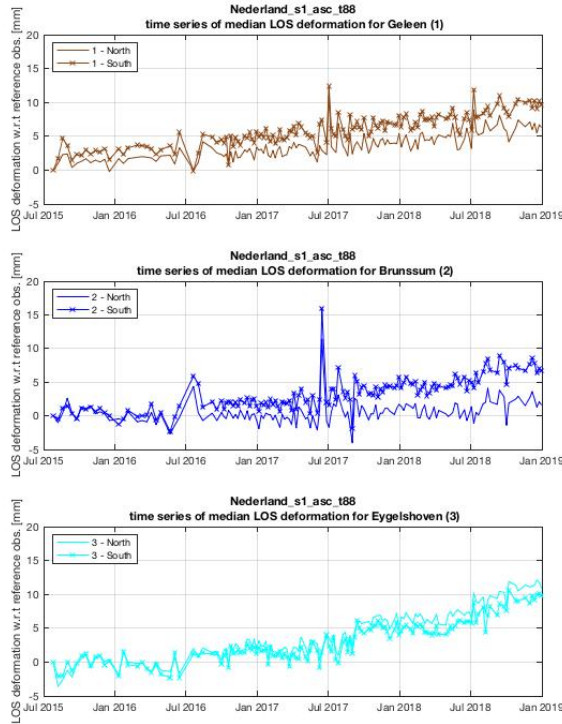 Nederland_s1_asc_t88
time series of median LOS deformation for Geleen (1)
LOS deformation w.r.t reference obs. [mm]
20
15
10
5
0
-5
1 - North
1 - South
Jul 2015 Jan 2016 Jul 2016 Jan 2017 Jul 2017 Jan 2018 Jul 2018 Jan 2019
Nederland_s1_asc_t88
time series of median LOS deformation for Brunssum (2)
LOS deformation w.r.t reference obs. [mm]
20
15
10
5
0
-5
2 - North
2 - South
Jul 2015 Jan 2016 Jul 2016 Jan 2017 Jul 2017 Jan 2018 Jul 2018 Jan 2019
Nederland_s1_asc_t88
time series of median LOS deformation for Eygelshoven (3)
LOS deformation w.r.t reference obs. [mm]
20
15
10
5
0
-5
3 - North
3 - South
Jul 2015 Jan 2016 Jul 2016 Jan 2017 Jul 2017 Jan 2018 Jul 2018 Jan 2019